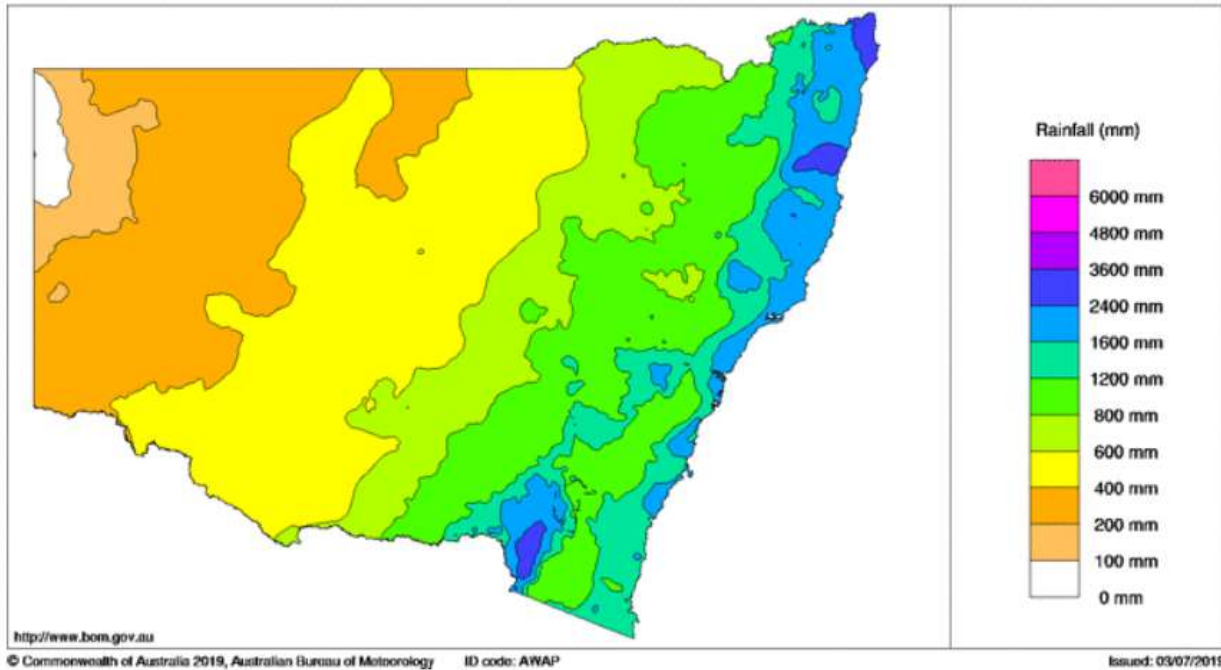 Rainfall (mm)
6000 mm
4800 mm
3600 mm
2400 mm
1600 mm
1200 mm
800 mm
600 mm
400 mm
200 mm
100 mm
0 mm
http://www.bom.gov.au
© Commonwealth of Australia 2019, Australian Bureau of Meteorology ID code: AWAP Issued: 03/07/2019